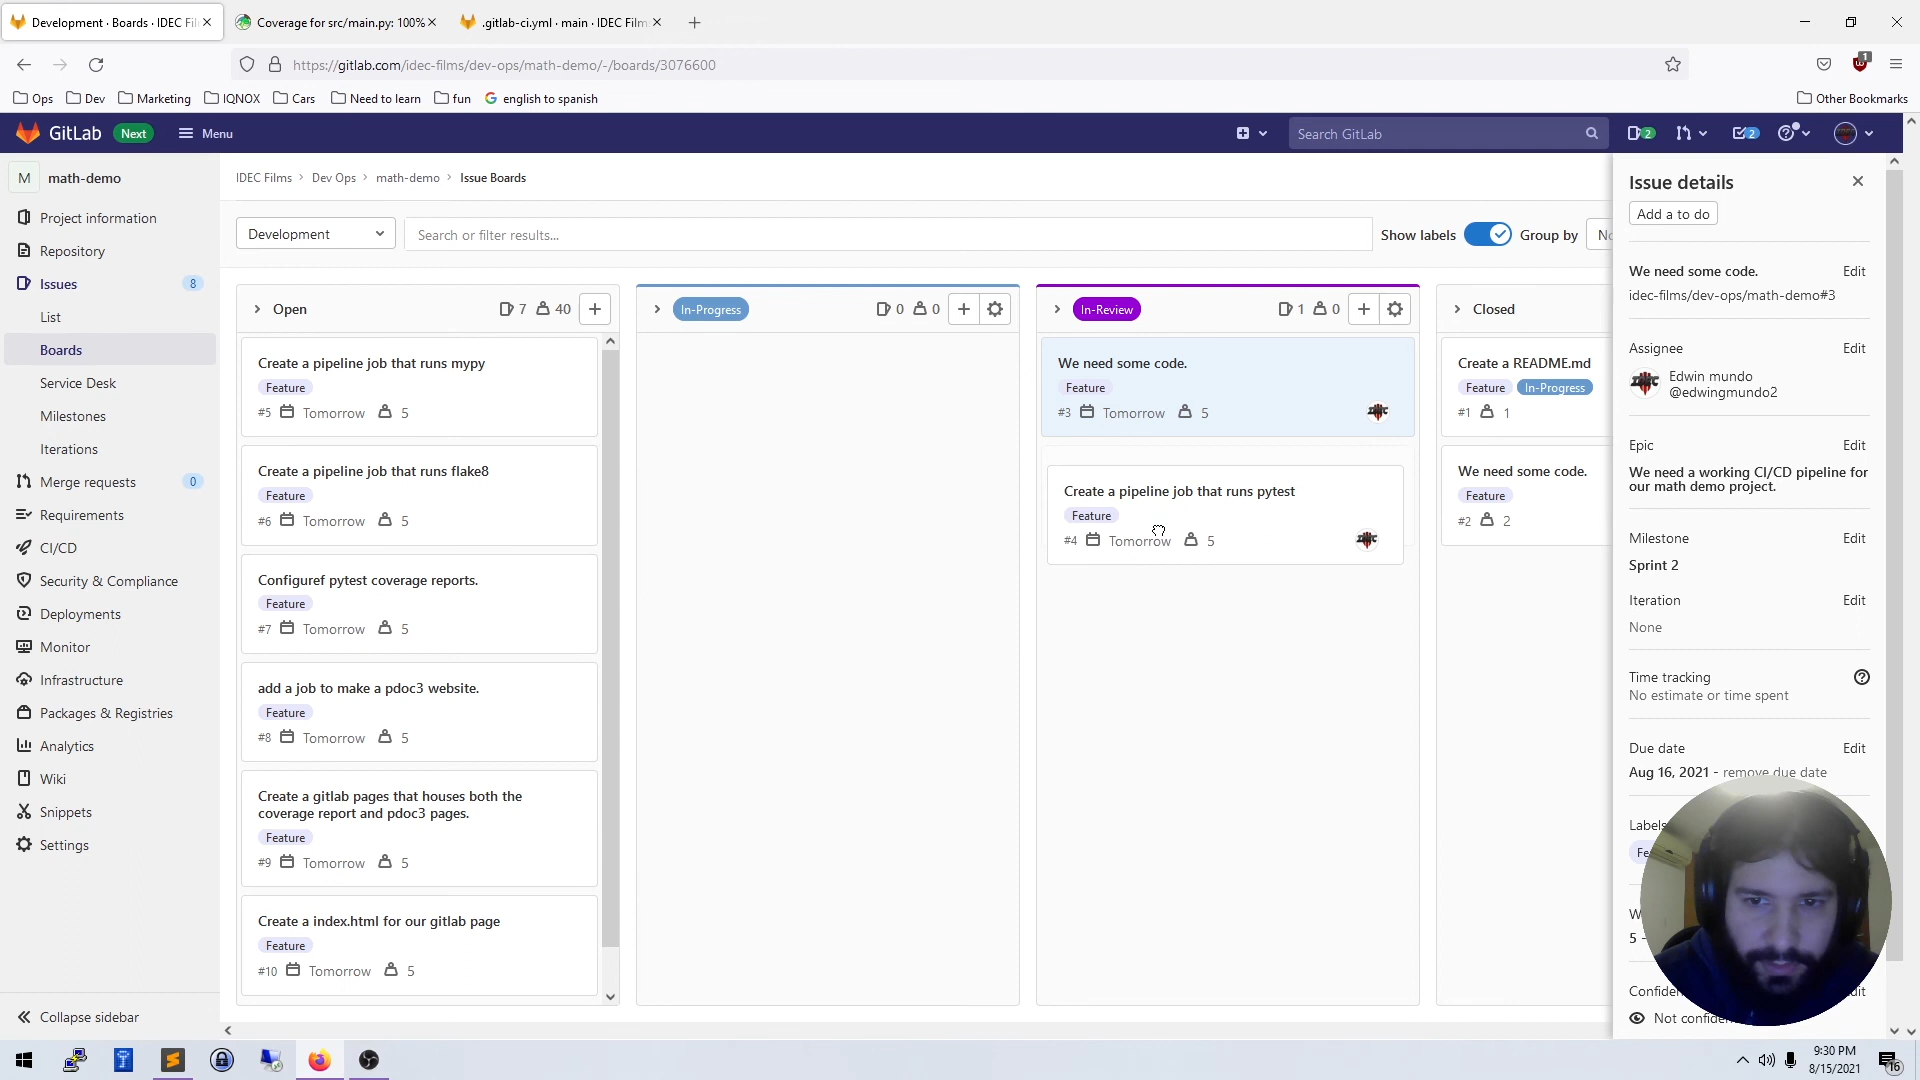 Development · Boards · IDEC Fil
Coverage for src/main.py: 100%
.gitlab-ci.yml · main · IDEC Film
https://gitlab.com/idec-films/dev-ops/math-demo/-/boards/3076600
1
Ops
Dev
Marketing
IQNOX
Cars
Need to learn
fun
english to spanish
Other Bookmarks
GitLab
Next
Menu
Search GitLab
2
2
M
math-demo
Project information
Repository
Issues
8
List
Boards
Service Desk
Milestones
Iterations
Merge requests
0
Requirements
CI/CD
Security & Compliance
Deployments
Monitor
Infrastructure
Packages & Registries
Analytics
Wiki
Snippets
Settings
Collapse sidebar
IDEC Films › Dev Ops › math-demo › Issue Boards
Development
Search or filter results...
Show labels
Group by
Open
7
40
Create a pipeline job that runs mypy
Feature
#5 Tomorrow 5
Create a pipeline job that runs flake8
Feature
#6 Tomorrow 5
Configuref pytest coverage reports.
Feature
#7 Tomorrow 5
add a job to make a pdoc3 website.
Feature
#8 Tomorrow 5
Create a gitlab pages that houses both the
coverage report and pdoc3 pages.
Feature
#9 Tomorrow 5
Create a index.html for our gitlab page
Feature
#10 Tomorrow 5
In-Progress
0
0
In-Review
1
0
We need some code.
Feature
#3 Tomorrow 5
Create a pipeline job that runs pytest
Feature
#4 Tomorrow 5
Closed
Create a README.md
Feature In-Progress
#1 1
We need some code.
Feature
#2 2
Issue details
Add a to do
We need some code.
Edit
idec-films/dev-ops/math-demo#3
Assignee
Edit
Edwin mundo
@edwingmundo2
Epic
Edit
We need a working CI/CD pipeline for
our math demo project.
Milestone
Edit
Sprint 2
Iteration
Edit
None
Time tracking
No estimate or time spent
Due date
Edit
Aug 16, 2021 - remove due date
Labels
5 -
Not
9:30 PM
8/15/2021
16